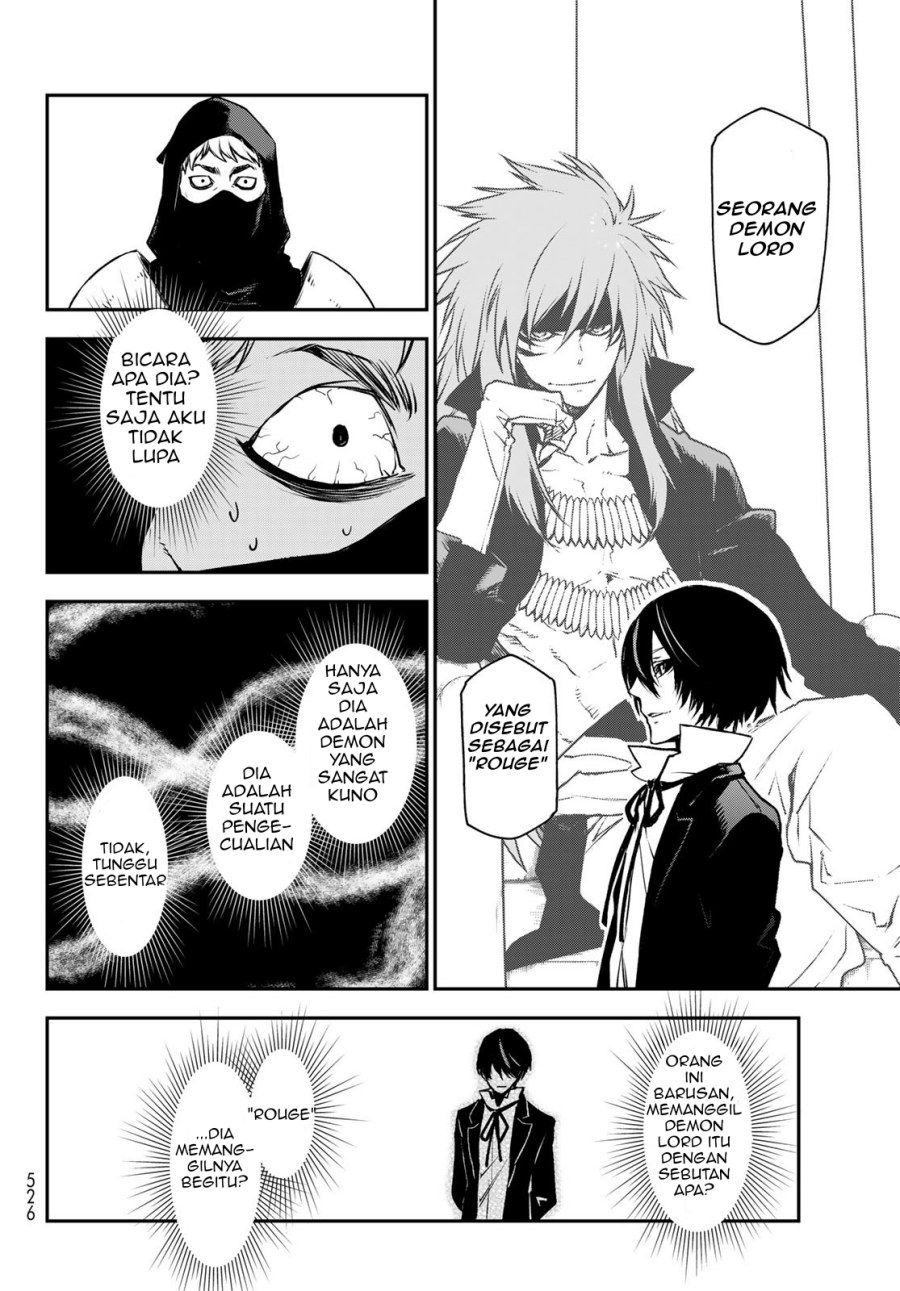 SEORANG
DEMON
LORD
YANG
DISEBUT
SEBAGAI
"ROUGE"
BICARA
APA DIA?
TENTU
SAJA AKU
TIDAK
LUPA
HANYA
SAJA
DIA
ADALAH
DEMON
YANG
SANGAT
KUNO
DIA
ADALAH
SUATU
PENGE-
CUALIAN
TIDAK,
TUNGGU
SEBENTAR
ORANG
INI
BARUSAN,
MEMANGGIL
DEMON
LORD ITU
DENGAN
SEBUTAN
APA?
"ROUGE"
...DIA
MEMANG-
GILNYA
BEGITU?
526